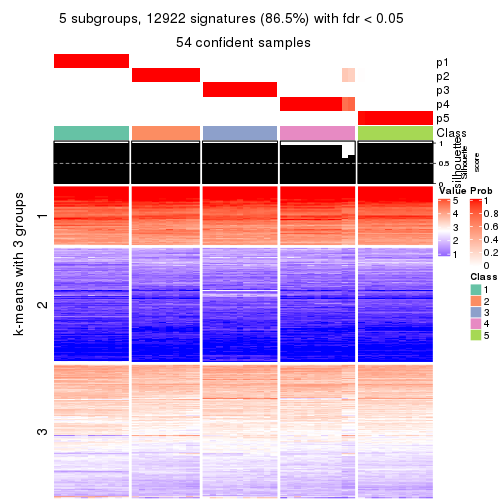 5 subgroups, 12922 signatures (86.5%) with fdr < 0.05
54 confident samples
p1
p2
p3
p4
p5
Class
1
0.5
0
silhouette
Silhouette
score
k-means with 3 groups
1
2
3
Value
5
4
3
2
1
Prob
1
0.8
0.6
0.4
0.2
0
Class
1
2
3
4
5